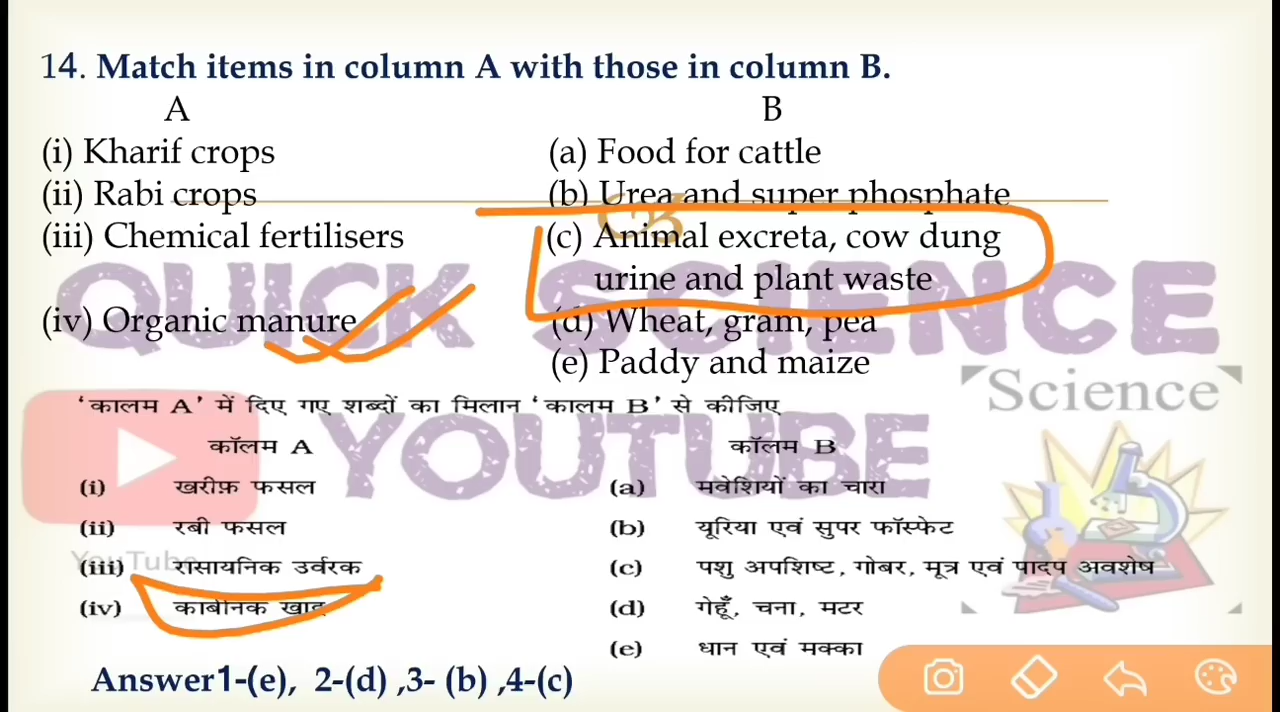 14. Match items in column A with those in column B.
A B
(i) Kharif crops (a) Food for cattle
(ii) Rabi crops (b) Urea and super phosphate
(iii) Chemical fertilisers (c) Animal excreta, cow dung
urine and plant waste
(iv) Organic manure (d) Wheat, gram, pea
(e) Paddy and maize
QUICK SCIENCE
Science
'कालम A' में दिए गए शब्दों का मिलान 'कालम B' से कीजिए
YOUTUBE
कॉलम A कॉलम B
(i) खरीफ़ फसल (a) मवेशियों का चारा
(ii) रबी फसल (b) यूरिया एवं सुपर फॉस्फेट
YouTube
(iii) रासायनिक उर्वरक (c) पशु अपशिष्ट, गोबर, मूत्र एवं पादप अवशेष
(iv) कार्बनिक खाद (d) गेहूँ, चना, मटर
(e) धान एवं मक्का
Answer1-(e), 2-(d) ,3- (b) ,4-(c)